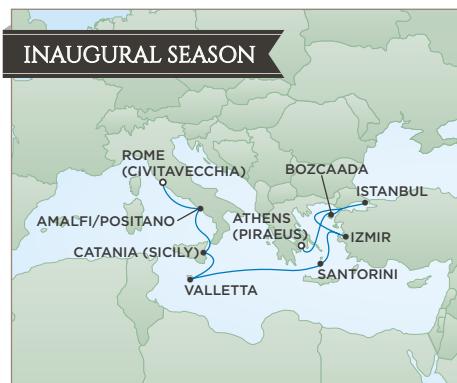 INAUGURAL SEASON
ROME
(CIVITAVECCHIA)
BOZCAADA
ISTANBUL
AMALFI/POSITANO
ATHENS
(PIRAEUS)
IZMIR
CATANIA (SICILY)
SANTORINI
VALLETTA